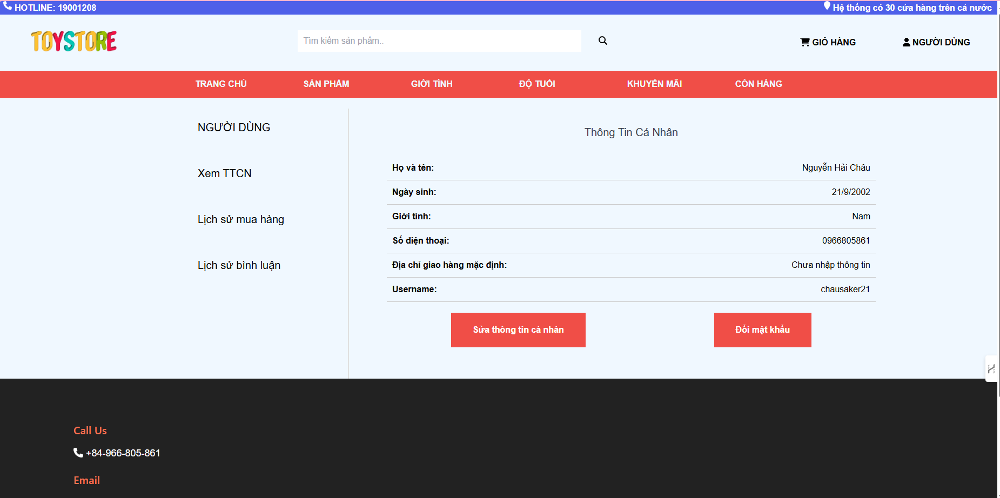 HOTLINE: 19001208
Hệ thống có 30 cửa hàng trên cả nước
TOYSTORE
Tìm kiếm sản phẩm..
GIỎ HÀNG
NGƯỜI DÙNG
TRANG CHỦ
SẢN PHẨM
GIỚI TÍNH
ĐỘ TUỔI
KHUYẾN MÃI
CÒN HÀNG
NGƯỜI DÙNG
Xem TTCN
Lịch sử mua hàng
Lịch sử bình luận
Thông Tin Cá Nhân
Họ và tên: Nguyễn Hải Châu
Ngày sinh: 21/9/2002
Giới tính: Nam
Số điện thoại: 0966805861
Địa chỉ giao hàng mặc định: Chưa nhập thông tin
Username: chausaker21
Sửa thông tin cá nhân
Đổi mật khẩu
Call Us
+84-966-805-861
Email